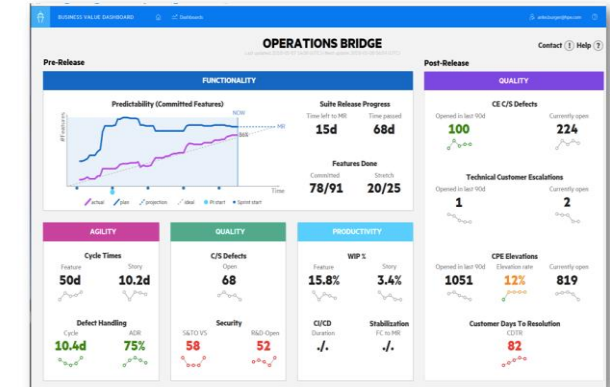 BUSINESS VALUE DASHBOARD
Dashboards
OPERATIONS BRIDGE
Contact ! Help ?
Pre-Release
Post-Release
FUNCTIONALITY
Predictability (Committed Features)
NOW
MR
#Features
Time
actual
plan
projection
ideal
PI start
Sprint start
Suite Release Progress
Time left to MR
Time passed
15d
68d
Features Done
Committed
Stretch
78/91
20/25
QUALITY
CE C/S Defects
Opened in last 90d
Currently open
100
224
Technical Customer Escalations
Opened in last 90d
Currently open
1
2
CPE Elevations
Opened in last 90d
Elevation rate
Currently open
1051
12%
819
Customer Days To Resolution
CDTR
82
AGILITY
Cycle Times
Feature
Story
50d
10.2d
Defect Handling
Cycle
ADR
10.4d
75%
QUALITY
C/S Defects
Open
68
Security
S&TO VS
R&D Open
58
52
PRODUCTIVITY
WIP %
Feature
Story
15.8%
3.4%
CI/CD
Stabilization
Duration
FC to MR
./.
./.